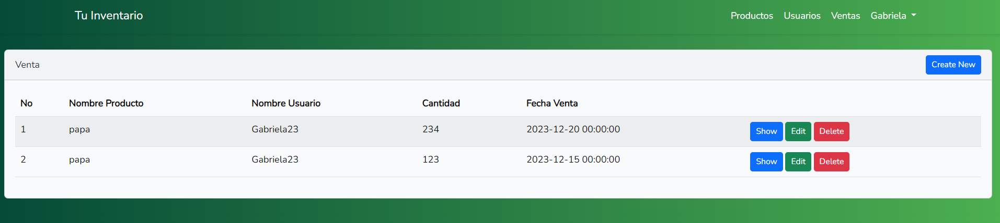 Tu Inventario Productos Usuarios Ventas Gabriela
Venta Create New
No Nombre Producto Nombre Usuario Cantidad Fecha Venta
1 papa Gabriela23 234 2023-12-20 00:00:00 Show Edit Delete
2 papa Gabriela23 123 2023-12-15 00:00:00 Show Edit Delete